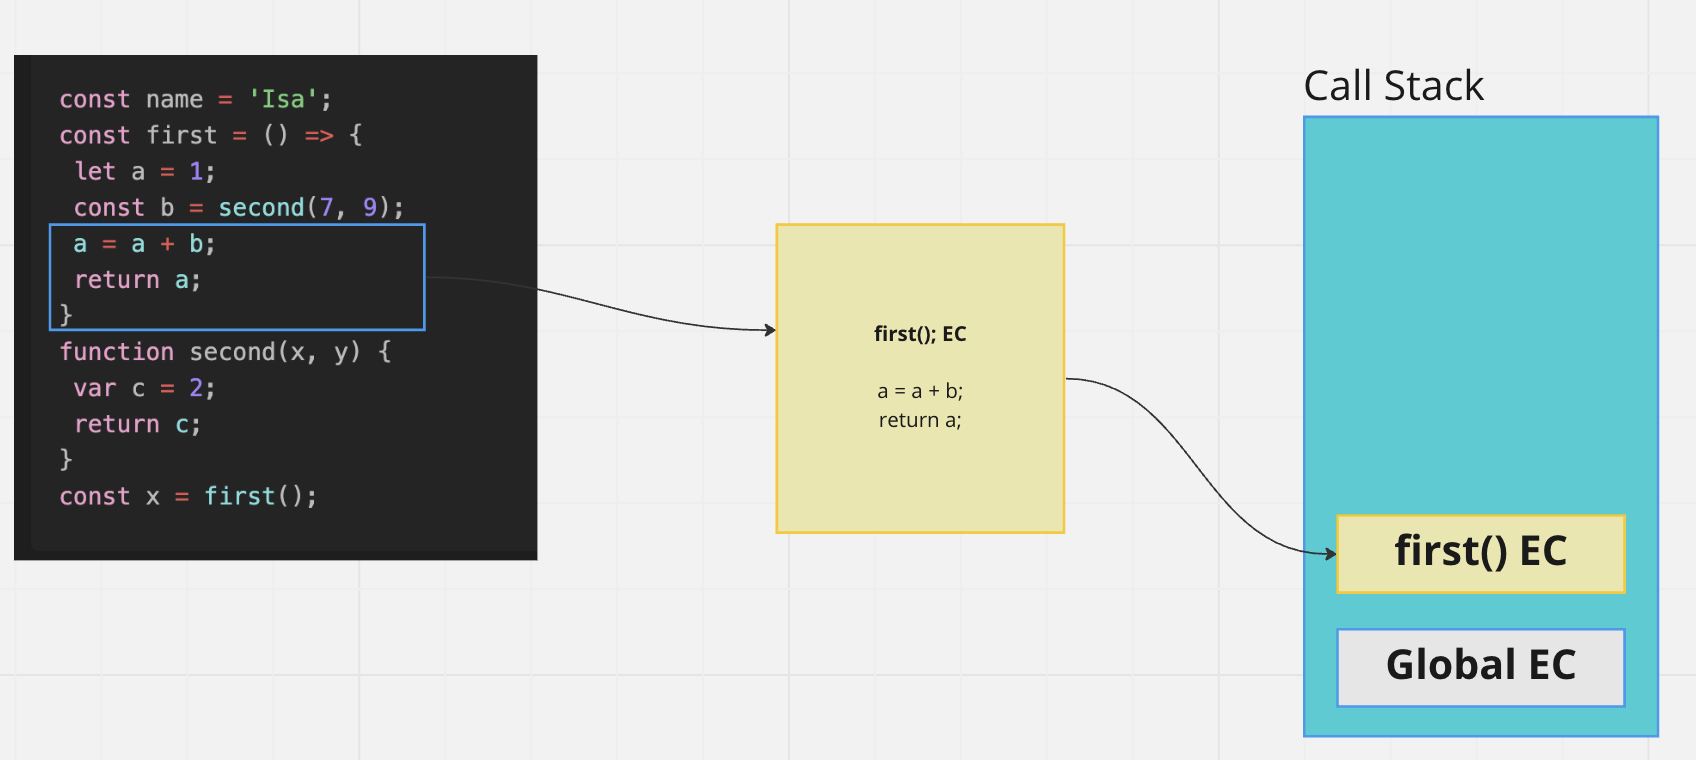 const name = 'Isa';
const first = () => {
let a = 1;
const b = second(7, 9);
a = a + b;
return a;
}
function second(x, y) {
var c = 2;
return c;
}
const x = first();
first(); EC
a = a + b;
return a;
Call Stack
first() EC
Global EC